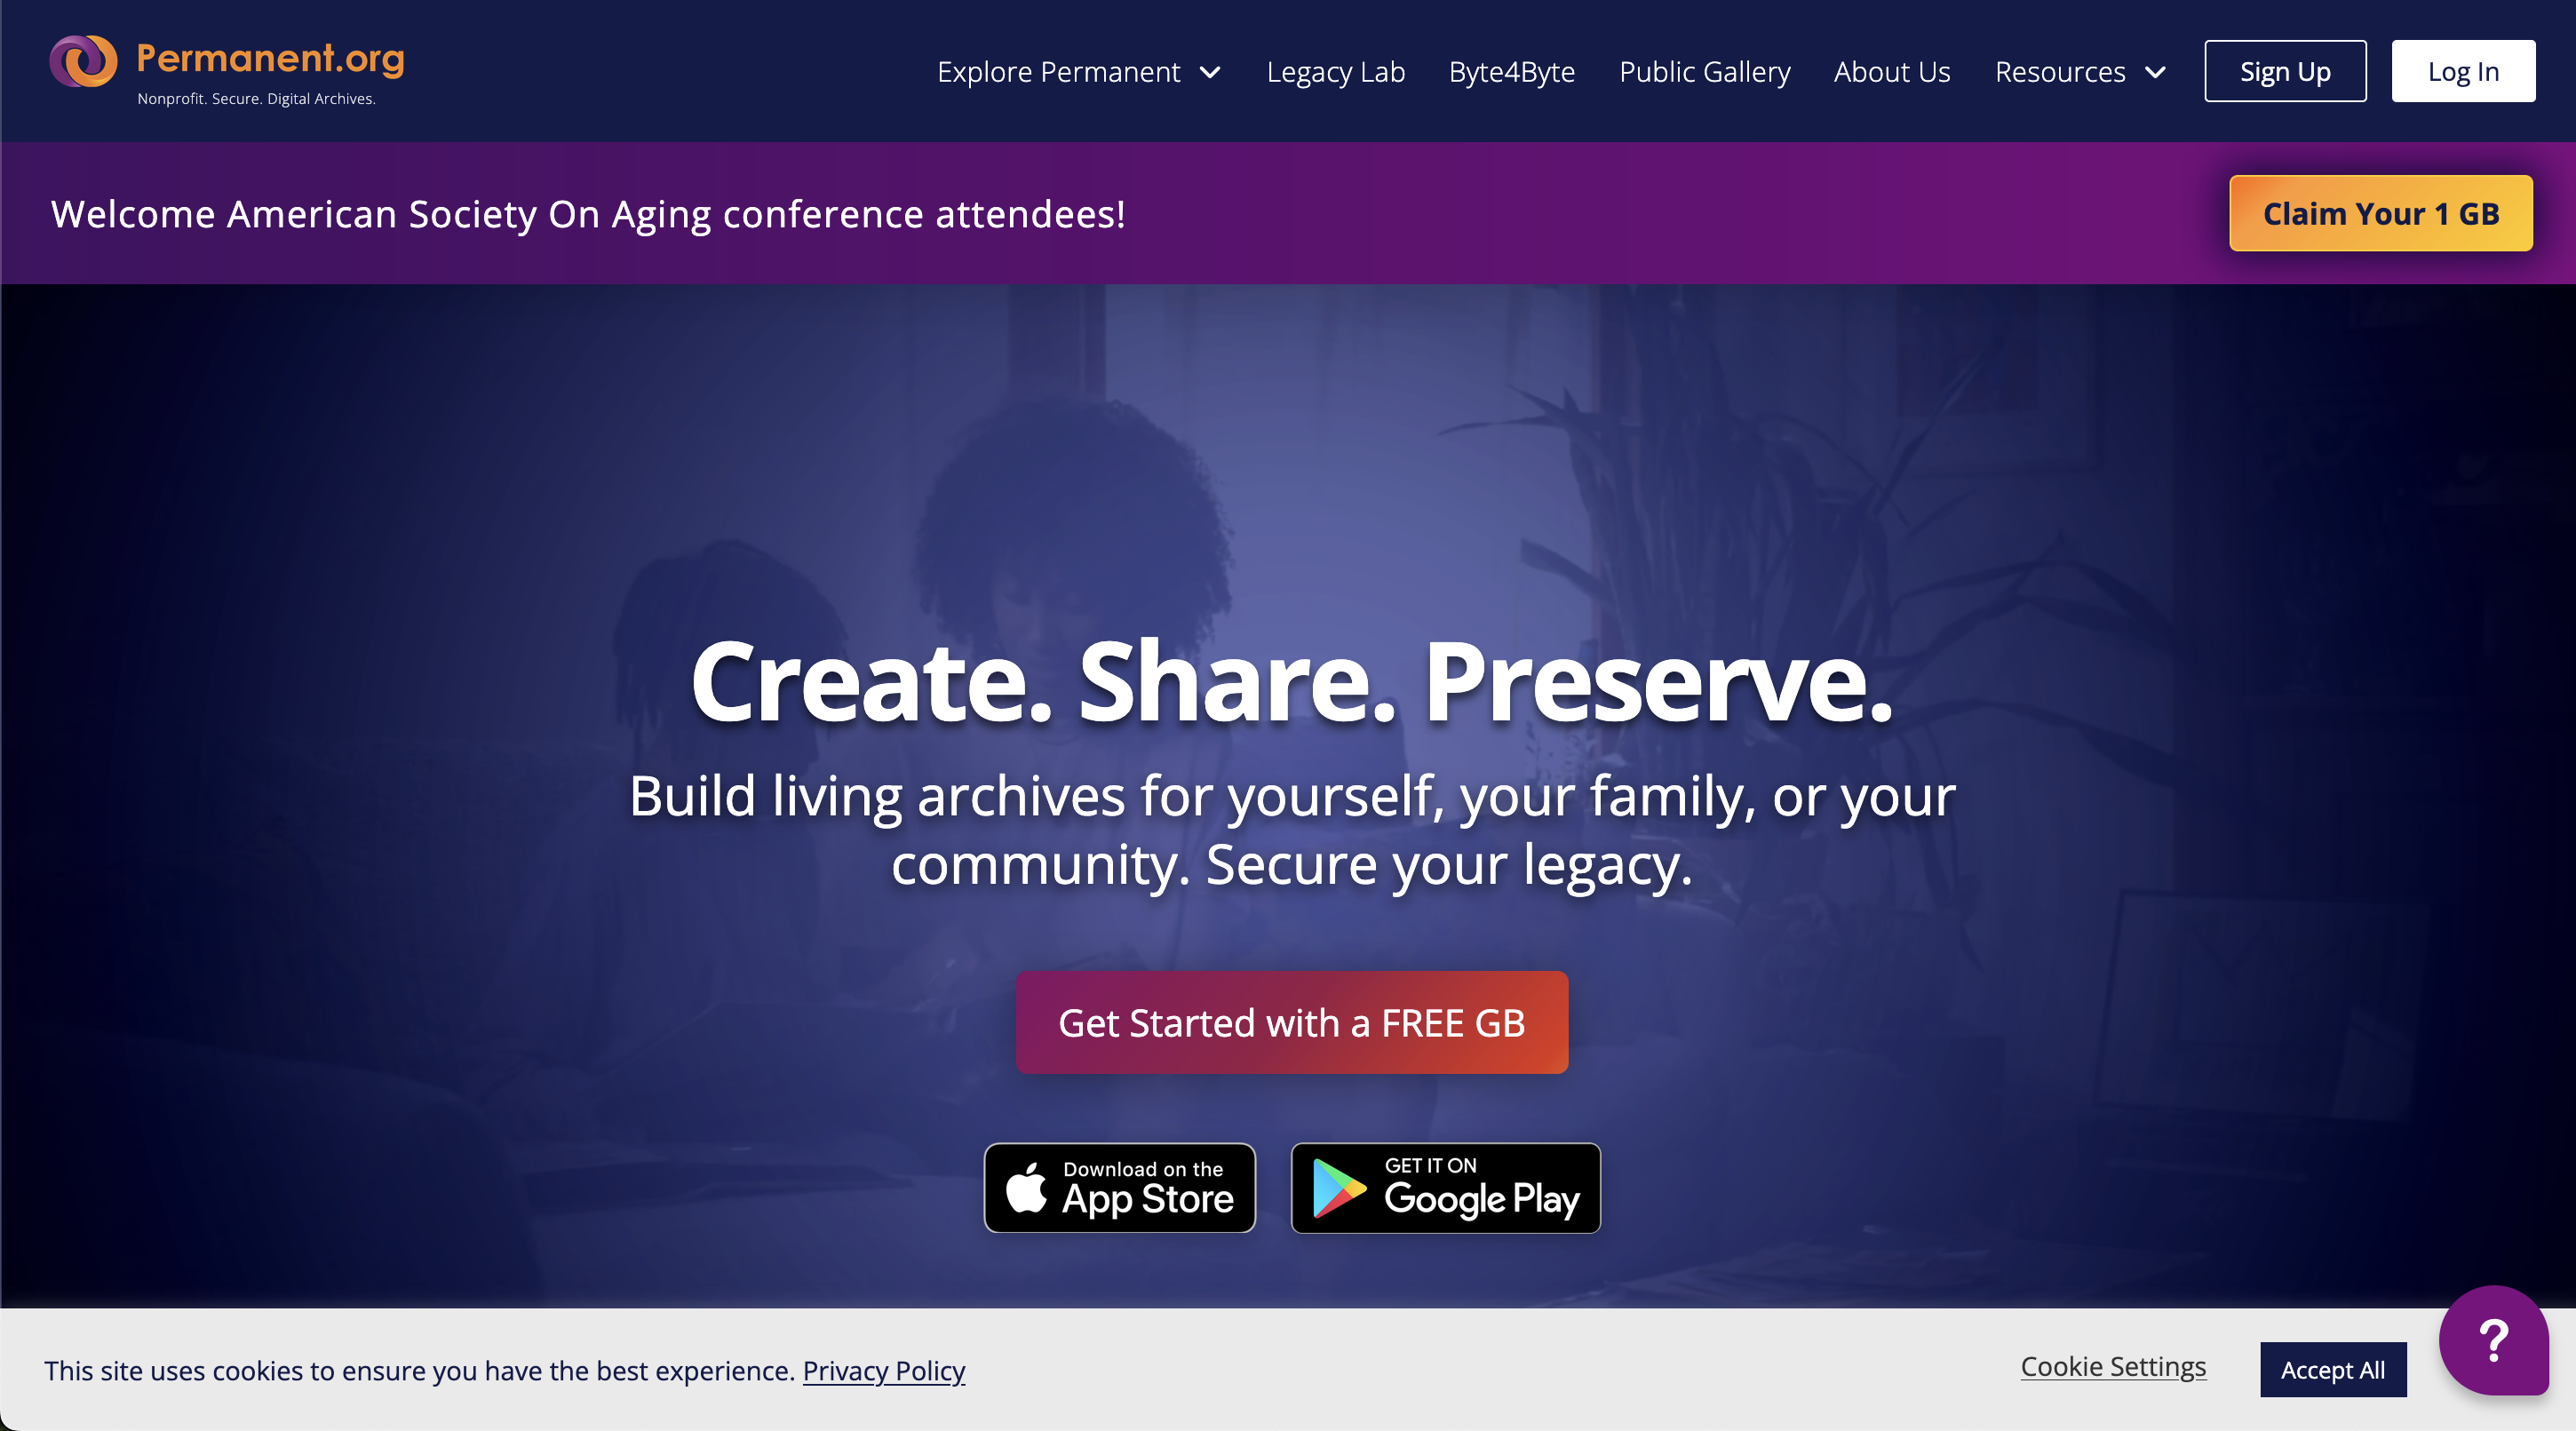 Permanent.org
Nonprofit. Secure. Digital Archives.
Explore Permanent
Legacy Lab
Byte4Byte
Public Gallery
About Us
Resources
Sign Up
Log In
Welcome American Society On Aging conference attendees!
Claim Your 1 GB
Create. Share. Preserve.
Build living archives for yourself, your family, or your
community. Secure your legacy.
Get Started with a FREE GB
Download on the
App Store
GET IT ON
Google Play
This site uses cookies to ensure you have the best experience. Privacy Policy
Cookie Settings
Accept All
?